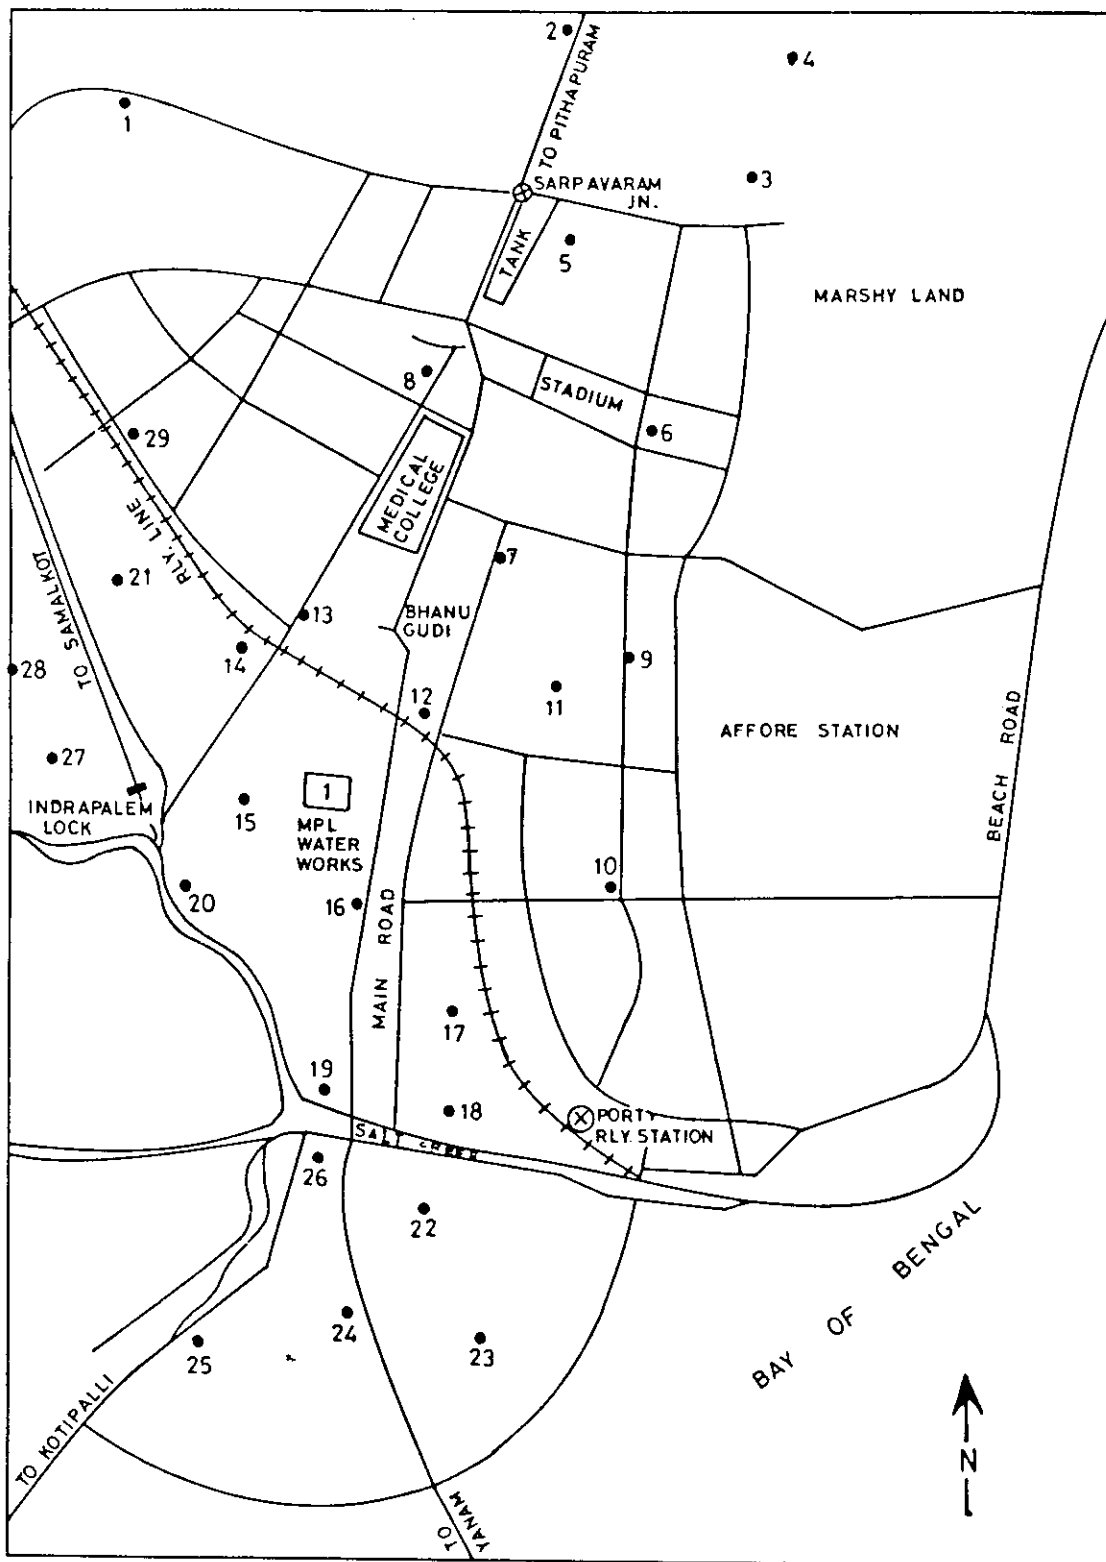 2
4
1
TO PITHAPURAM
3
SARPAVARAM
JN.
TANK
5
MARSHY LAND
8
STADIUM
6
29
MEDICAL
COLLEGE
RLY. LINE
7
21
TO SAMALKOT
13
BHANU
GUDI
14
9
28
12
11
AFFORE STATION
BEACH ROAD
27
INDRAPALEM
LOCK
15
1
MPL
WATER
WORKS
10
20
16
MAIN ROAD
17
19
18
PORTY
RLY. STATION
SALT CREEK
26
22
BAY OF BENGAL
24
23
25
TO KOTIPALLI
TO
YANAM
N